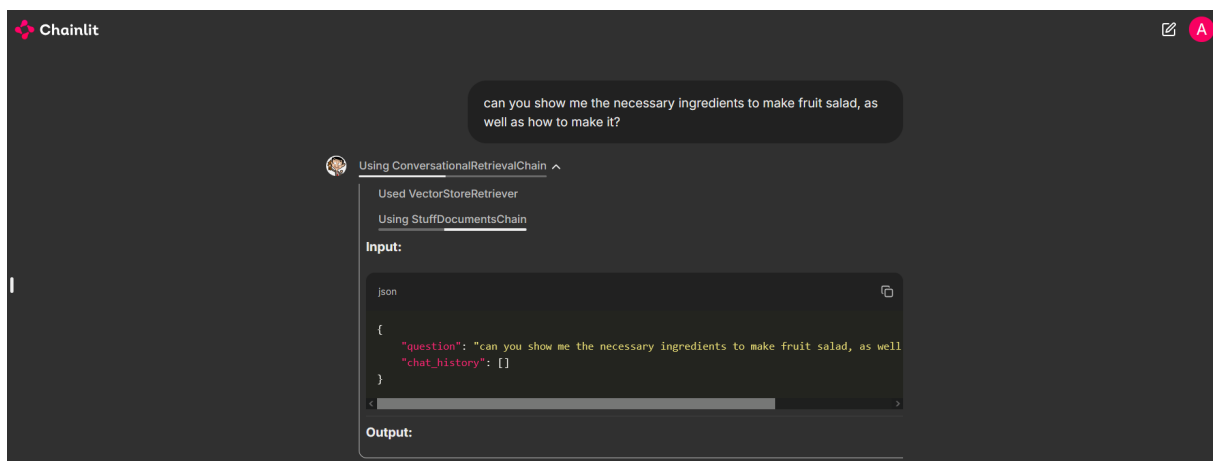 Chainlit
A
can you show me the necessary ingredients to make fruit salad, as
well as how to make it?
Using ConversationalRetrievalChain
Used VectorStoreRetriever
Using StuffDocumentsChain
Input:
json
{
"question": "can you show me the necessary ingredients to make fruit salad, as well
"chat_history": []
}
Output: